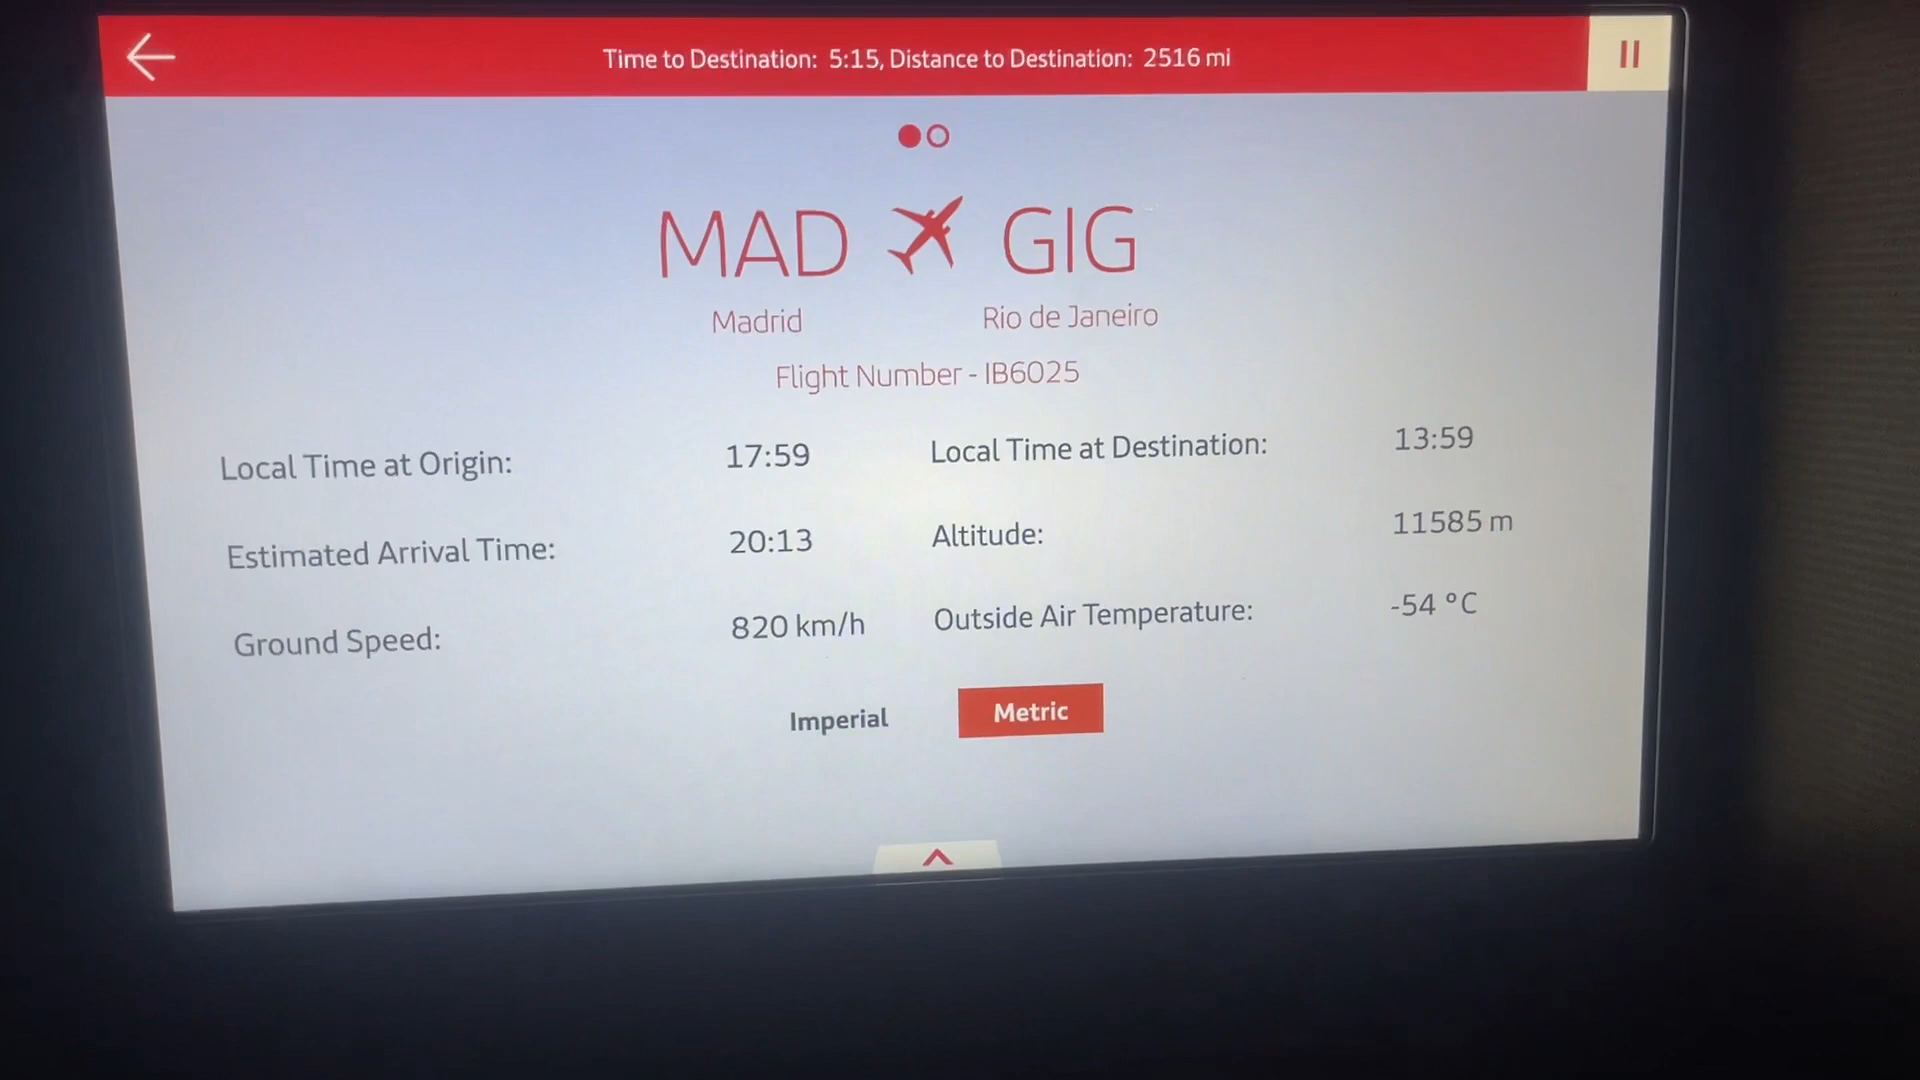 Time to Destination: 5:15, Distance to Destination: 2516 mi
MAD GIG
Madrid Rio de Janeiro
Flight Number - IB6025
Local Time at Origin: 17:59 Local Time at Destination: 13:59
Estimated Arrival Time: 20:13 Altitude: 11585 m
Ground Speed: 820 km/h Outside Air Temperature: -54 °C
Imperial Metric